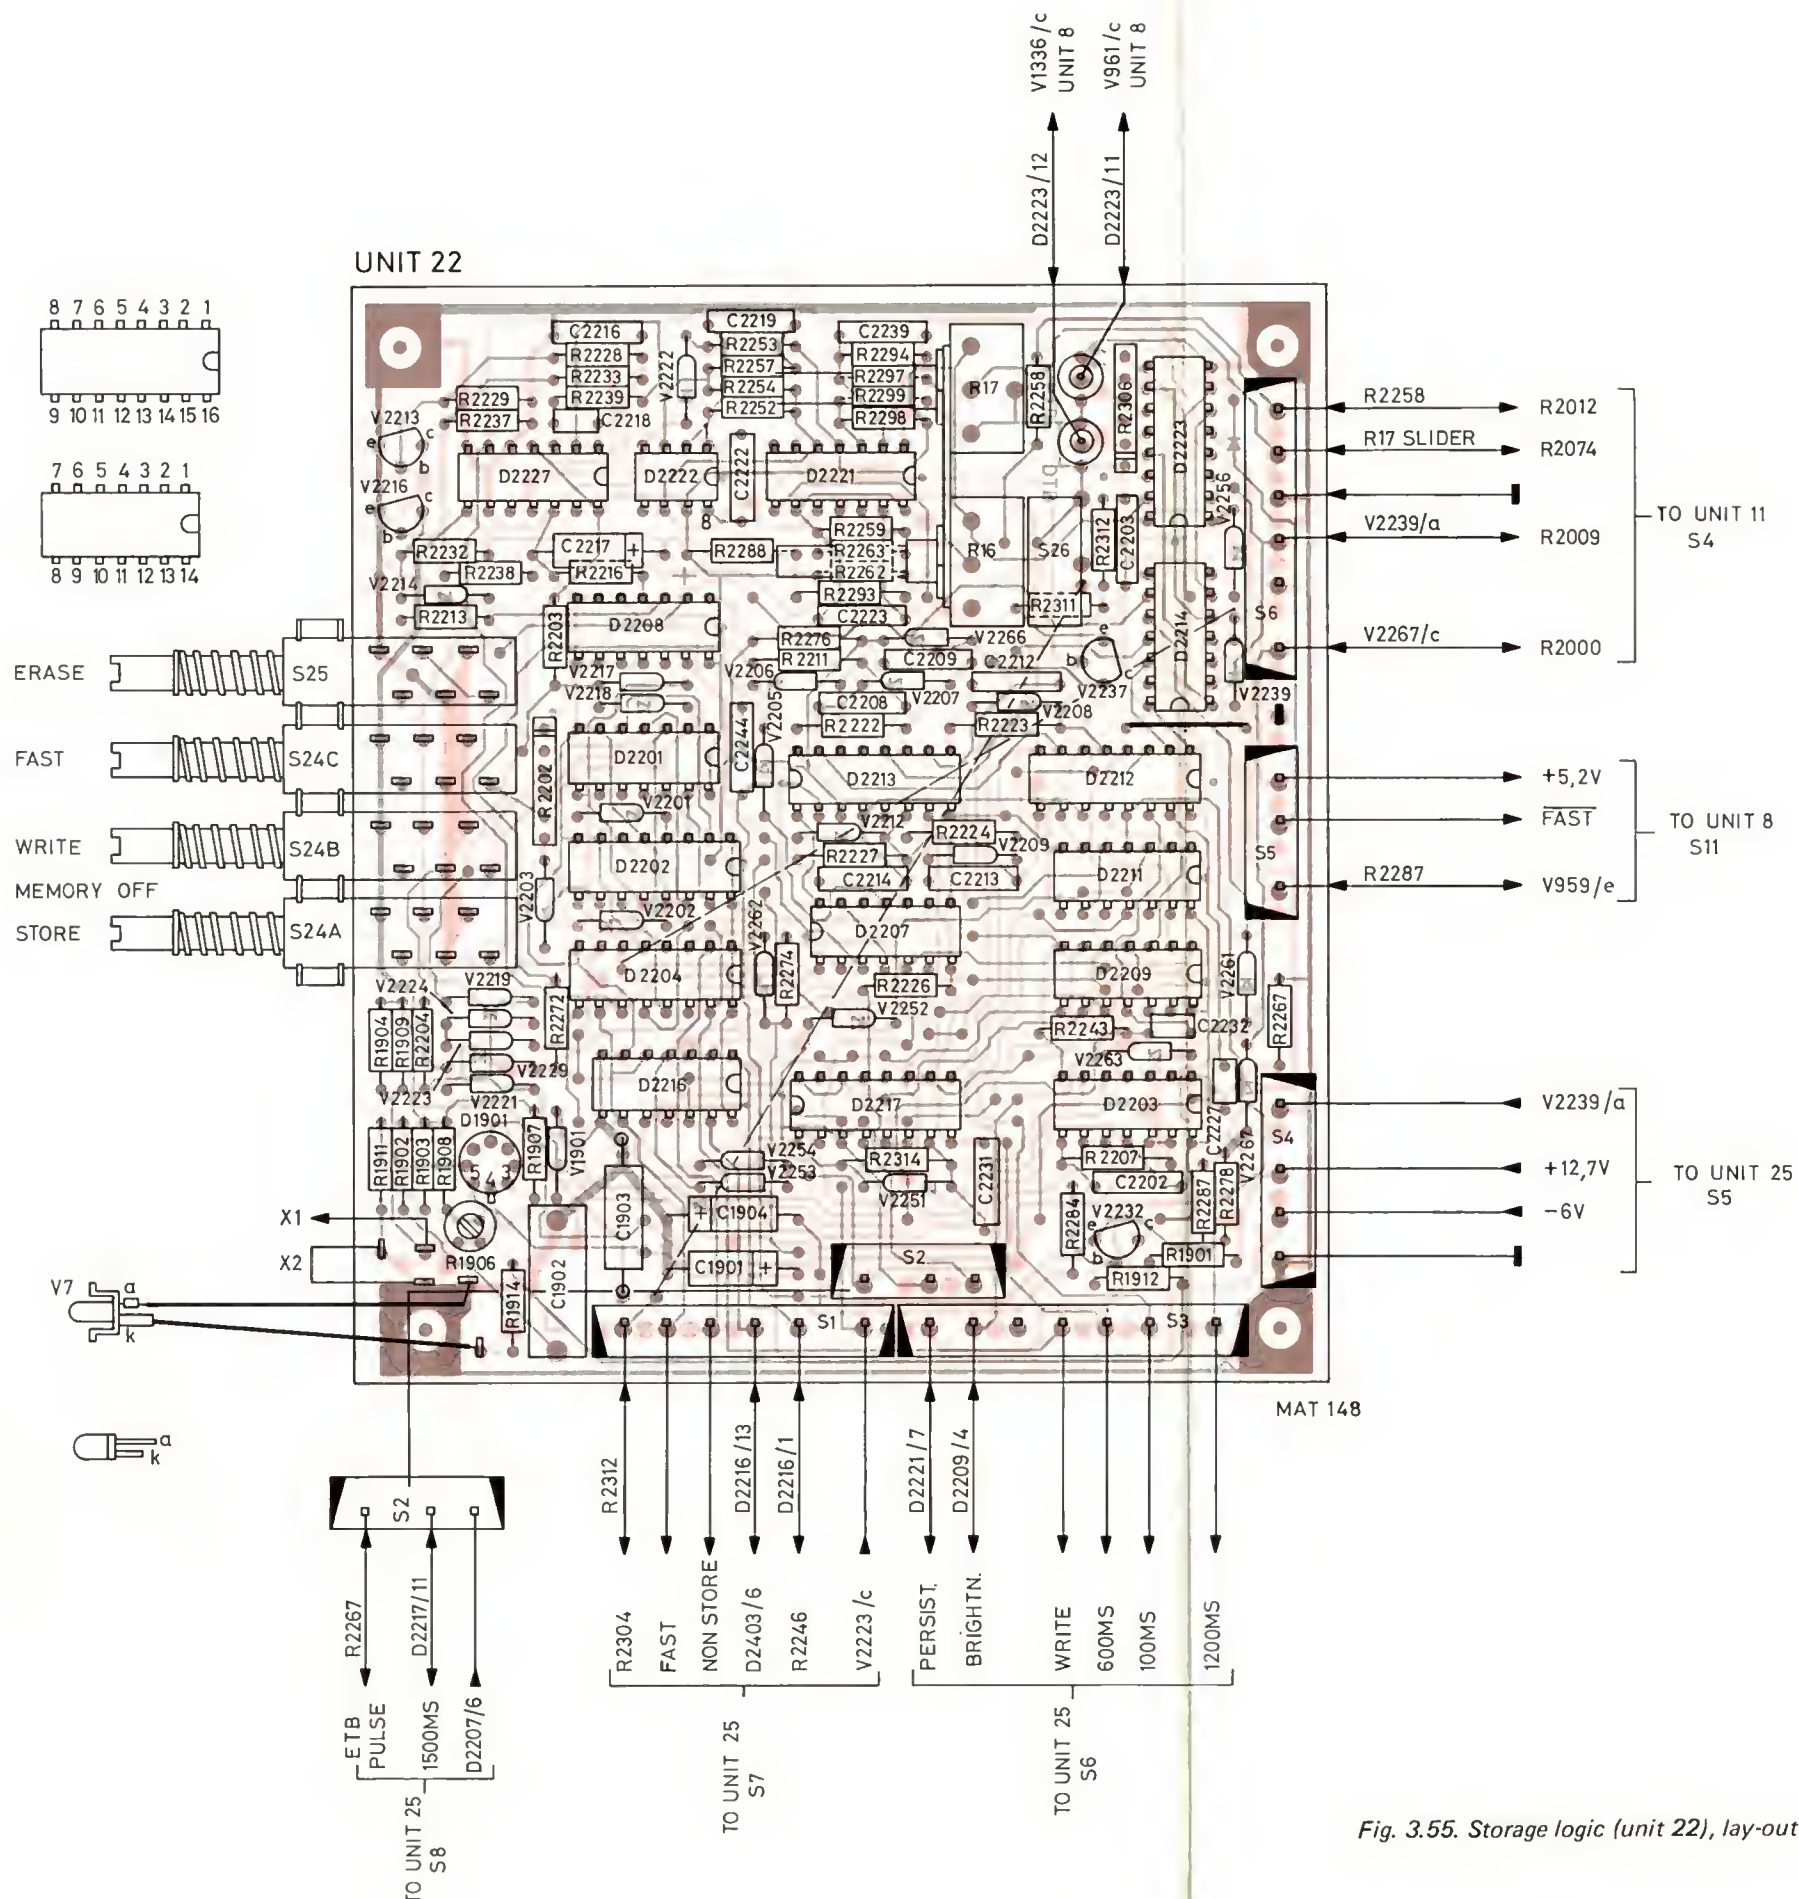 V1336/c
UNIT 8
V961/c
UNIT 8
D2223/12
D2223/11
UNIT 22
8 7 6 5 4 3 2 1
9 10 11 12 13 14 15 16
7 6 5 4 3 2 1
8 9 10 11 12 13 14
C2216
C2219
C2239
R2228
R2253
R2294
R2233
V2222
R2257
R2297
R2239
R2254
R2299
R2229
R2252
R2298
V2213
R2237
C2218
R17
R2258
R2306
D2223
e
c
b
D2227
D2222
1
8
C2222
D2221
V2216
e
c
b
V2256
R2259
R2232
C2217 +
R2288
R2263
R16
S26
R2312
C2203
R2238
R2216
R2262
V2214
R2293
R2311
R2213
R2203
D2208
C2223
D2214
S6
R2276
V2266
e
b
c
V2237
V2217
R2211
C2209
C2212
V2218
V2206
V2207
V2239
C2208
V2208
V2205
R2222
R2223
R2258
R2012
R17 SLIDER
R2074
V2239/a
R2009
V2267/c
R2000
TO UNIT 11
S4
ERASE
S25
FAST
S24C
WRITE
S24B
MEMORY OFF
STORE
S24A
R2202
D2201
C2244
D2213
D2212
V2201
V2212
R2224
V2209
D2202
R2227
D2211
S5
V2203
C2214
C2213
V2202
V2262
D2207
+5,2V
FAST
R2287
V959/e
TO UNIT 8
S11
D2204
R2274
D2209
V2261
V2224
V2219
R2272
R2226
R2267
R1904
R1909
R2204
V2252
R2243
C2232
V2229
V2263
V2223
V2221
D2216
D2217
D2203
C2227
V2267
S4
D1901
R1911
R1902
R1903
R1908
5 4 3
R1907
V1901
V2254
R2314
C2231
R2207
V2253
V2251
C2202
R2287
R2278
C1903
+ C1904
R2284
V2232
e
c
b
R1901
R1912
X1
X2
R1906
C1901 +
S2
V7
a
k
R1914
C1902
S1
S3
V2239/a
+12,7V
-6V
TO UNIT 25
S5
MAT 148
a
k
S2
R2267
D2217/11
ETB
PULSE
1500MS
D2207/6
TO UNIT 25
S8
R2312
D2216/13
D2216/1
D2221/7
D2209/4
R2304
FAST
NON STORE
D2403/6
R2246
V2223/c
PERSIST.
BRIGHTN.
WRITE
600MS
100MS
1200MS
TO UNIT 25
S7
TO UNIT 25
S6
Fig. 3.55. Storage logic (unit 22), lay-out